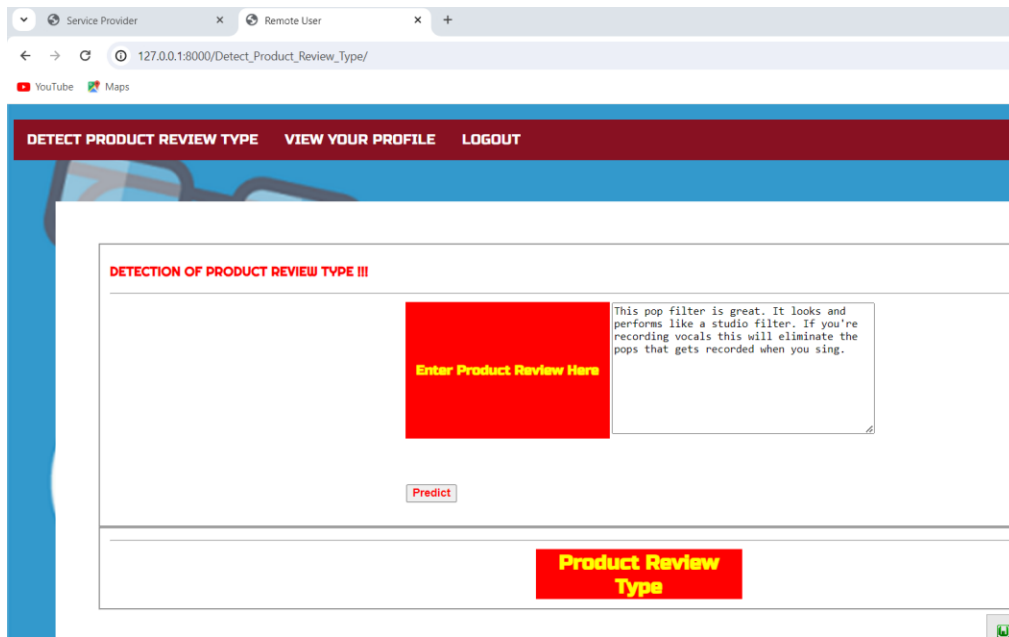 Service Provider
Remote User
127.0.0.1:8000/Detect_Product_Review_Type/
YouTube
Maps
DETECT PRODUCT REVIEW TYPE
VIEW YOUR PROFILE
LOGOUT
DETECTION OF PRODUCT REVIEW TYPE !!!
Enter Product Review Here
This pop filter is great. It looks and
performs like a studio filter. If you're
recording vocals this will eliminate the
pops that gets recorded when you sing.
Predict
Product Review
Type